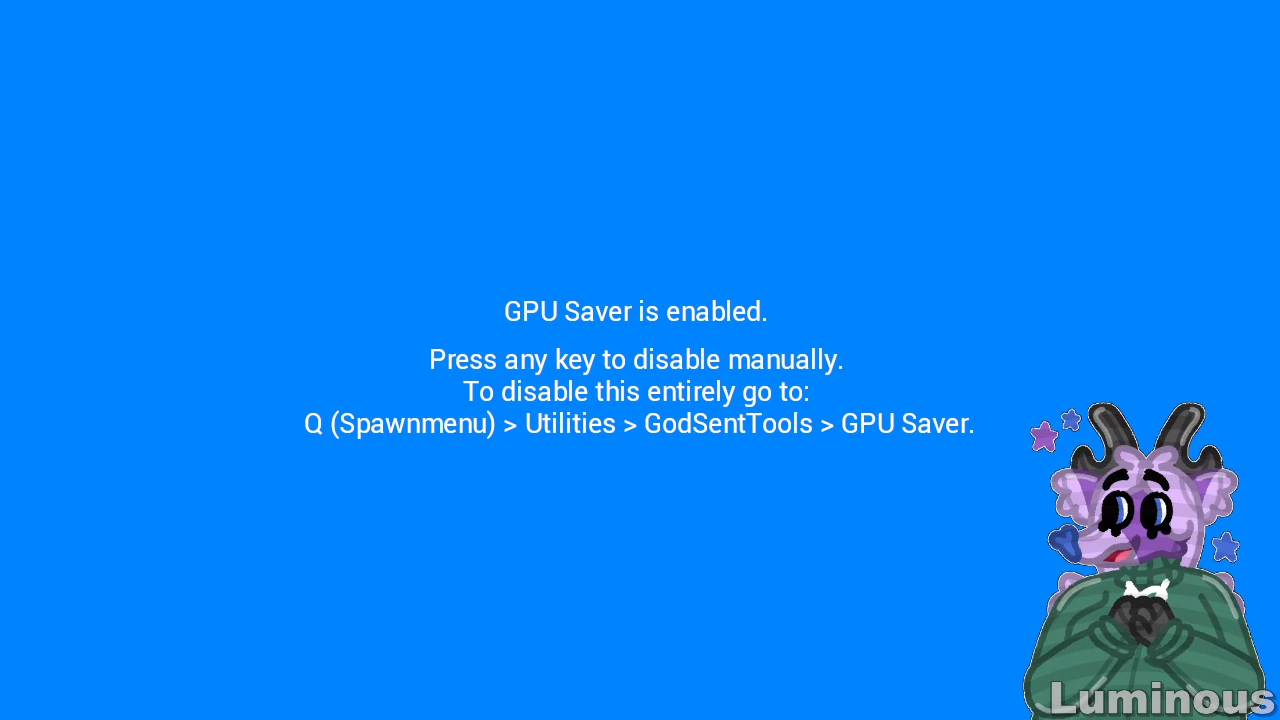 GPU Saver is enabled.
Press any key to disable manually.
To disable this entirely go to:
Q (Spawnmenu) > Utilities > GodSentTools > GPU Saver.
Luminous